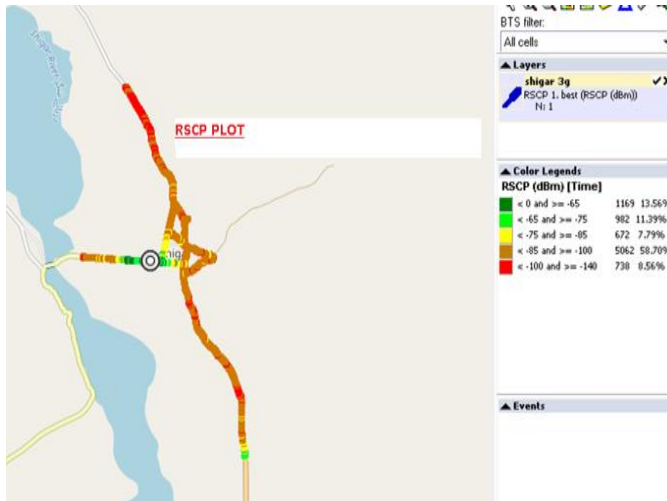 BTS filter:
All cells
Layers
shigar 3g
RSCP 1. best (RSCP (dBm))
N: 1
RSCP PLOT
Color Legends
RSCP (dBm) [Time]
< 0 and >= -65 1169 13.56%
< -65 and >= -75 982 11.39%
< -75 and >= -85 672 7.79%
< -85 and >= -100 5062 58.70%
< -100 and >= -140 738 8.56%
Events
Shigar River